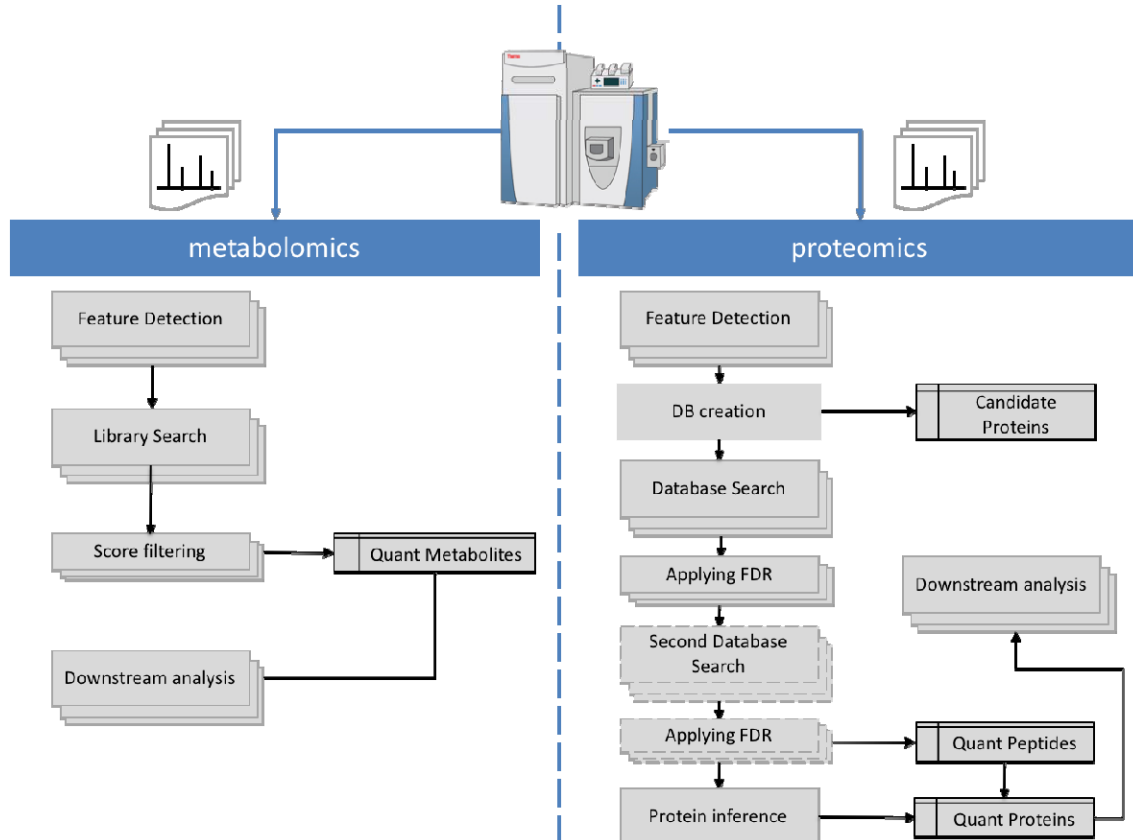 Thermo
metabolomics
Feature Detection
Library Search
Score filtering
Quant Metabolites
Downstream analysis
proteomics
Feature Detection
DB creation
Candidate
Proteins
Database Search
Applying FDR
Downstream analysis
Second Database
Search
Applying FDR
Quant Peptides
Protein inference
Quant Proteins